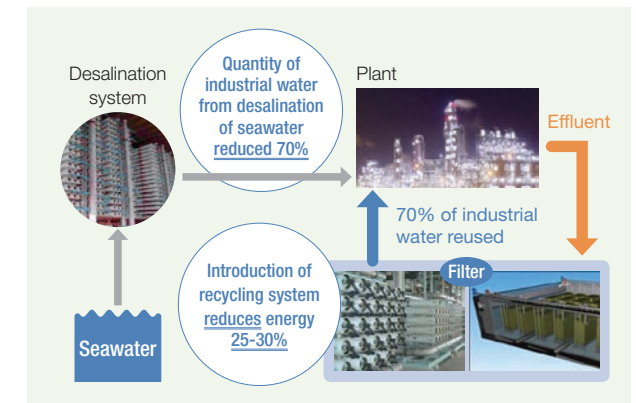 Desalination
system
Quantity of
industrial water
from desalination
of seawater
reduced 70%
Plant
Effluent
70% of industrial
water reused
Introduction of
recycling system
reduces energy
25-30%
Filter
Seawater